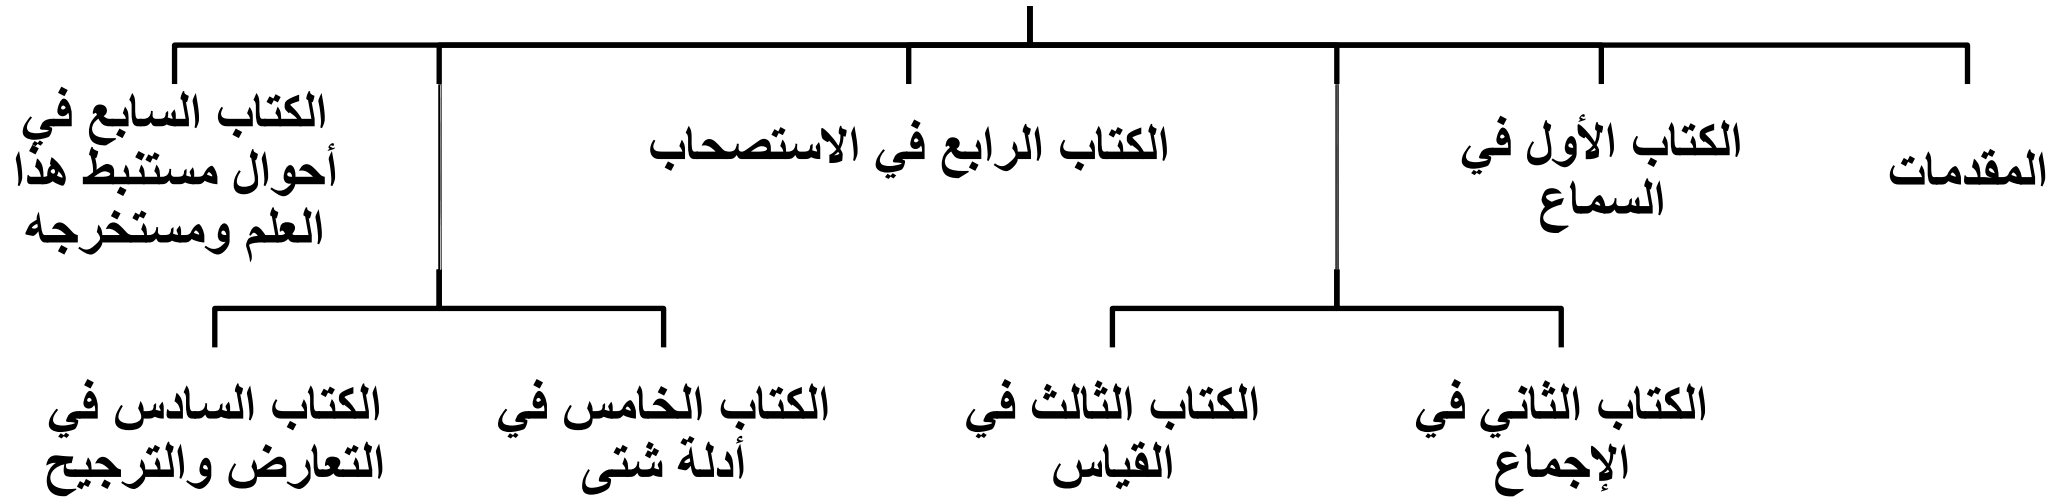 المقدمات
الكتاب الأول في
السماع
الكتاب الرابع في الاستصحاب
الكتاب السابع في
أحوال مستنبط هذا
العلم ومستخرجه
الكتاب الثاني في
الإجماع
الكتاب الثالث في
القياس
الكتاب الخامس في
أدلة شتى
الكتاب السادس في
التعارض والترجيح